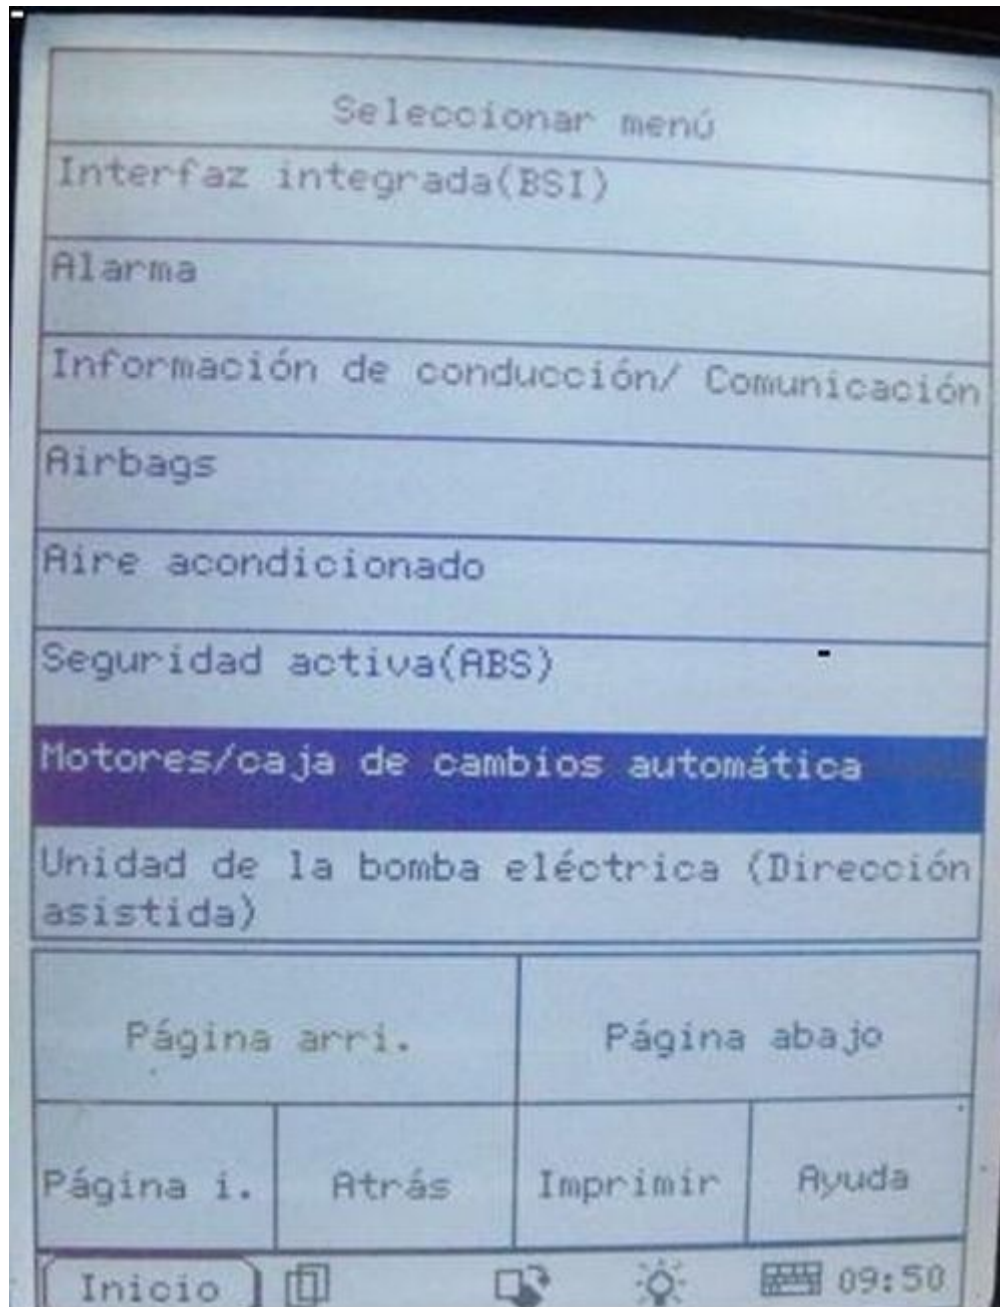 Seleccionar menú
Interfaz integrada(BSI)
Alarma
Información de conducción/ Comunicación
Airbags
Aire acondicionado
Seguridad activa(ABS)
Motores/caja de cambios automática
Unidad de la bomba eléctrica (Dirección
asistida)
Página arri. Página abajo
Página i. Atrás Imprimir Ayuda
Inicio 09:50